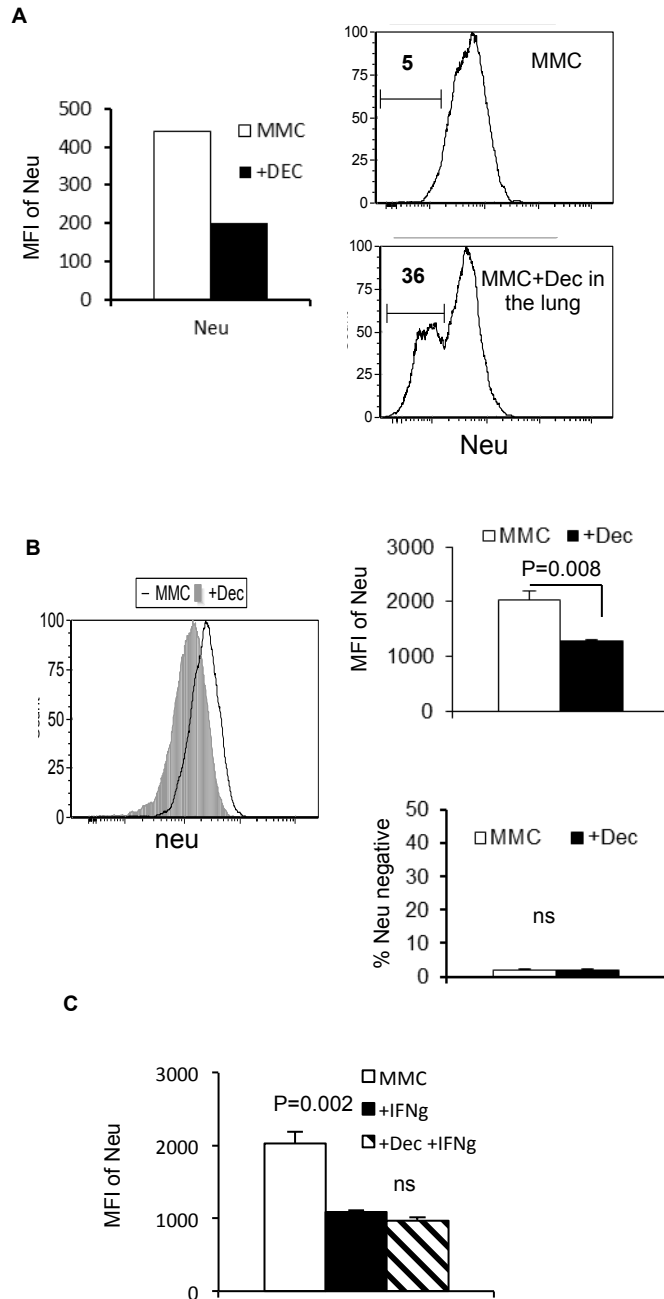 A
MFI of Neu
500
400
300
200
100
0
MMC
+DEC
Neu
100
75
50
25
0
5
MMC
100
75
50
25
0
36
MMC+Dec in
the lung
Neu
B
– MMC +Dec
100
75
50
25
0
neu
MMC +Dec
MFI of Neu
3000
2000
1000
0
P=0.008
% Neu negative
50
40
30
20
10
0
MMC +Dec
ns
C
MFI of Neu
3000
2000
1000
0
P=0.002
MMC
+IFNg
+Dec +IFNg
ns